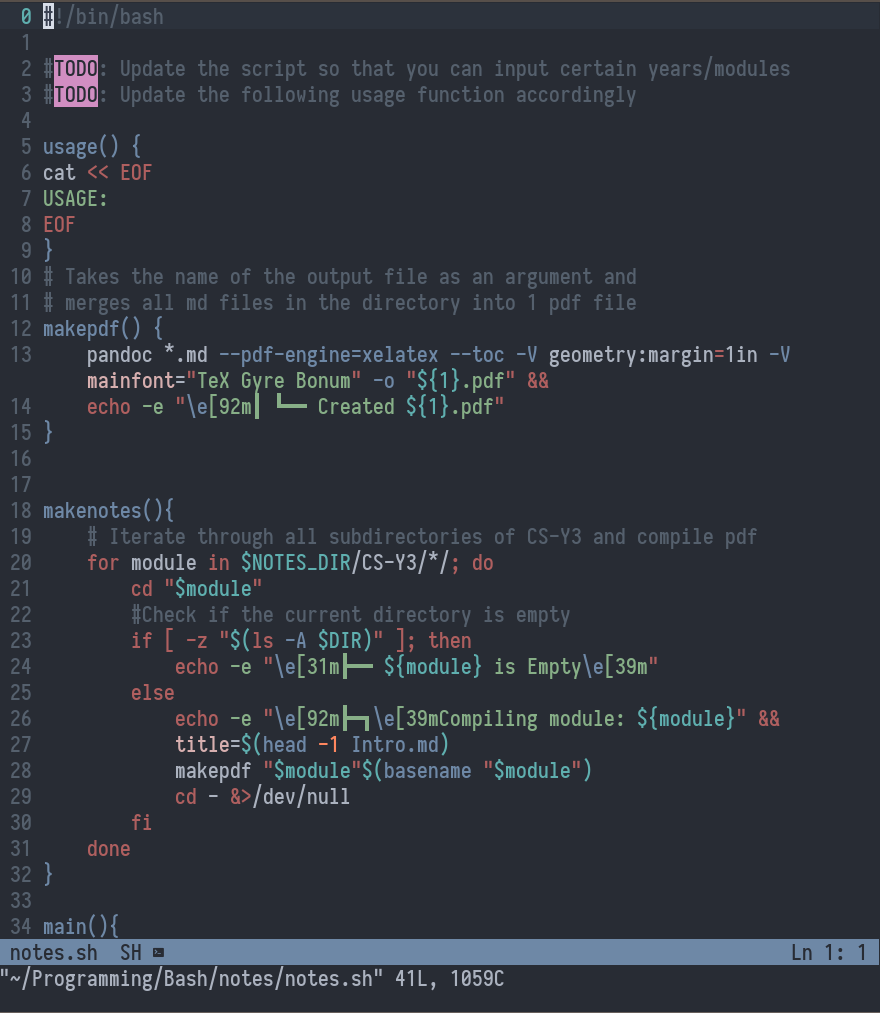 0 #!/bin/bash
1
2 #TODO: Update the script so that you can input certain years/modules
3 #TODO: Update the following usage function accordingly
4
5 usage() {
6 cat << EOF
7 USAGE:
8 EOF
9 }
10 # Takes the name of the output file as an argument and
11 # merges all md files in the directory into 1 pdf file
12 makepdf() {
13     pandoc *.md --pdf-engine=xelatex --toc -V geometry:margin=1in -V
    mainfont="TeX Gyre Bonum" -o "${1}.pdf" &&
14     echo -e "\e[92m┃ ┗━━ Created ${1}.pdf"
15 }
16
17
18 makenotes(){
19     # Iterate through all subdirectories of CS-Y3 and compile pdf
20     for module in $NOTES_DIR/CS-Y3/*/; do
21         cd "$module"
22         #Check if the current directory is empty
23         if [ -z "$(ls -A $DIR)" ]; then
24             echo -e "\e[31m┣━━ ${module} is Empty\e[39m"
25         else
26             echo -e "\e[92m┣━┓\e[39mCompiling module: ${module}" &&
27             title=$(head -1 Intro.md)
28             makepdf "$module"$(basename "$module")
29             cd - &>/dev/null
30         fi
31     done
32 }
33
34 main(){
notes.sh  SH  Ln 1: 1
"~/Programming/Bash/notes/notes.sh" 41L, 1059C